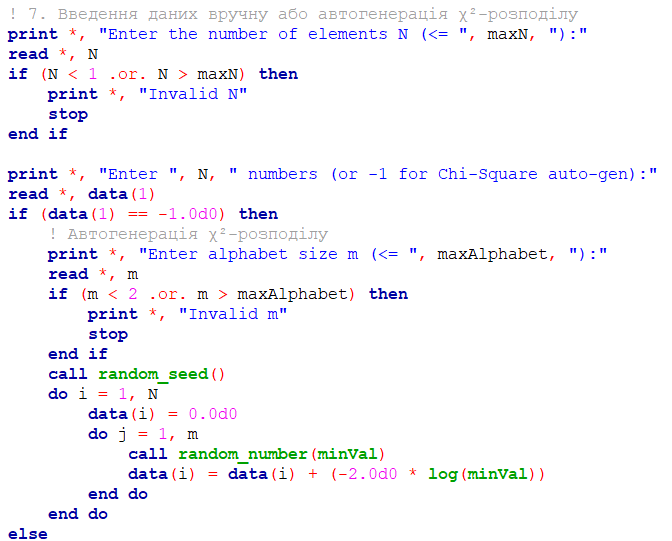 ! 7. Введення даних вручну або автогенерація χ²-розподілу
print *, "Enter the number of elements N (<= ", maxN, "):"
read *, N
if (N < 1 .or. N > maxN) then
    print *, "Invalid N"
    stop
end if

print *, "Enter ", N, " numbers (or -1 for Chi-Square auto-gen):"
read *, data(1)
if (data(1) == -1.0d0) then
    ! Автогенерація χ²-розподілу
    print *, "Enter alphabet size m (<= ", maxAlphabet, "):"
    read *, m
    if (m < 2 .or. m > maxAlphabet) then
        print *, "Invalid m"
        stop
    end if
    call random_seed()
    do i = 1, N
        data(i) = 0.0d0
        do j = 1, m
            call random_number(minVal)
            data(i) = data(i) + (-2.0d0 * log(minVal))
        end do
    end do
else